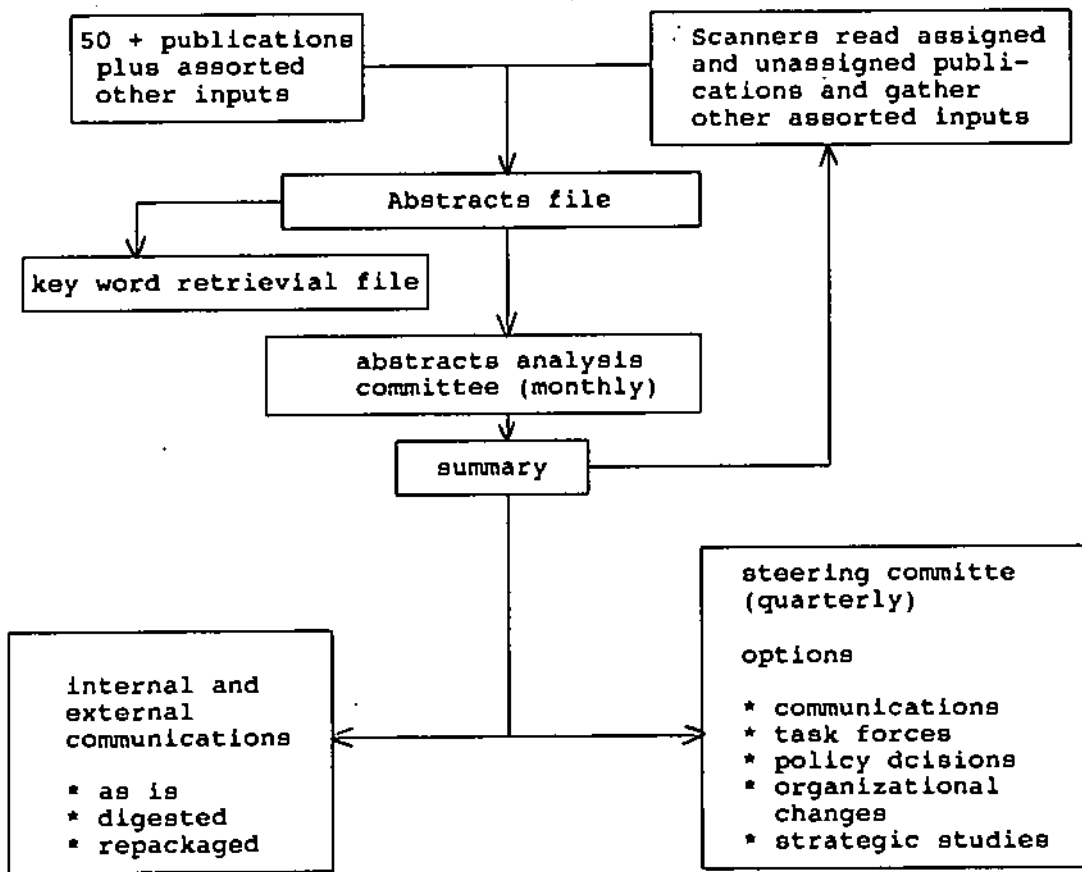 50 + publications
plus assorted
other inputs
Scanners read assigned
and unassigned publi-
cations and gather
other assorted inputs
Abstracts file
key word retrievial file
abstracts analysis
committee (monthly)
summary
steering committe
(quarterly)
options
* communications
* task forces
* policy dcisions
* organizational
changes
* strategic studies
internal and
external
communications
* as is
* digested
* repackaged